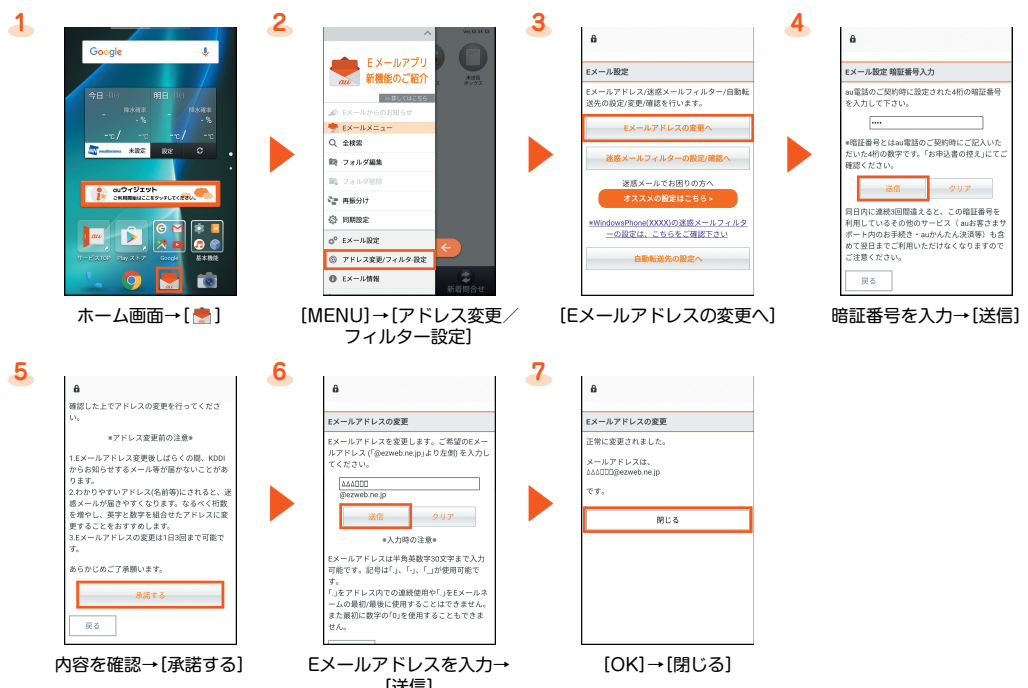 1
Google
今日
明日
降水確率
降水確率
- %
- %
-℃/ -℃
-℃/ -℃
未設定
設定
auウィジェット
ご利用開始はここをタッチしてください。
au
サービスTOP
Play ストア
Google
基本機能
ホーム画面→[ ]
2
Eメールアプリ
新機能のご紹介
au
>>詳しくはこちら
Eメールからのお知らせ
Eメールメニュー
全検索
フォルダ編集
フォルダ削除
再振分け
同期設定
Eメール設定
アドレス変更/フィルタ設定
Eメール情報
未送信
ボックス
新着問合せ
[MENU]→[アドレス変更／
フィルター設定]
3
Eメール設定
Eメールアドレス/迷惑メールフィルター/自動転
送先の設定/変更/確認を行います。
Eメールアドレスの変更へ
迷惑メールフィルターの設定/確認へ
迷惑メールでお困りの方へ
オススメの設定はこちら >
※WindowsPhone(XXXX)の迷惑メールフィルタ
ーの設定は、こちらをご確認下さい
自動転送先の設定へ
[Eメールアドレスの変更へ]
4
Eメール設定 暗証番号入力
au電話のご契約時に設定された4桁の暗証番号
を入力して下さい。
••••
※暗証番号とはau電話のご契約時にご記入いた
だいた4桁の数字です。「お申込書の控え」にてご
確認ください。
送信
クリア
同日内に連続3回間違えると、この暗証番号を
利用しているその他のサービス（ auお客さまサ
ポート内のお手続き・auかんたん決済等）も含
めて翌日までご利用いただけなくなりますので
ご注意ください。
戻る
暗証番号を入力→[送信]
5
確認した上でアドレスの変更を行ってくださ
い。
※アドレス変更前の注意※
1.Eメールアドレス変更後しばらくの間、KDDI
からお知らせするメール等が届かないことがあ
ります。
2.わかりやすいアドレス(名前等)にされると、迷
惑メールが届きやすくなります。なるべく桁数
を増やし、英字と数字を組合せたアドレスに変
更することをおすすめします。
3.Eメールアドレスの変更は1日3回まで可能で
す。
あらかじめご了承願います。
承諾する
戻る
内容を確認→[承諾する]
6
Eメールアドレスの変更
Eメールアドレスを変更します。ご希望のEメー
ルアドレス (「@ezweb.ne.jp」より左側) を入力し
てください。
△△△□□□
@ezweb.ne.jp
送信
クリア
※入力時の注意※
Eメールアドレスは半角英数字30文字まで入力
可能です。記号は「.」、「-」、「_」が使用可能で
す。
「.」をアドレス内での連続使用や「.」をEメールネ
ームの最初/最後に使用することはできません。
また最初に数字の「0」を使用することもできま
せん。
Eメールアドレスを入力→
[送信]
7
Eメールアドレスの変更
正常に変更されました。
メールアドレスは、
△△△□□□@ezweb.ne.jp
です。
閉じる
[OK]→[閉じる]